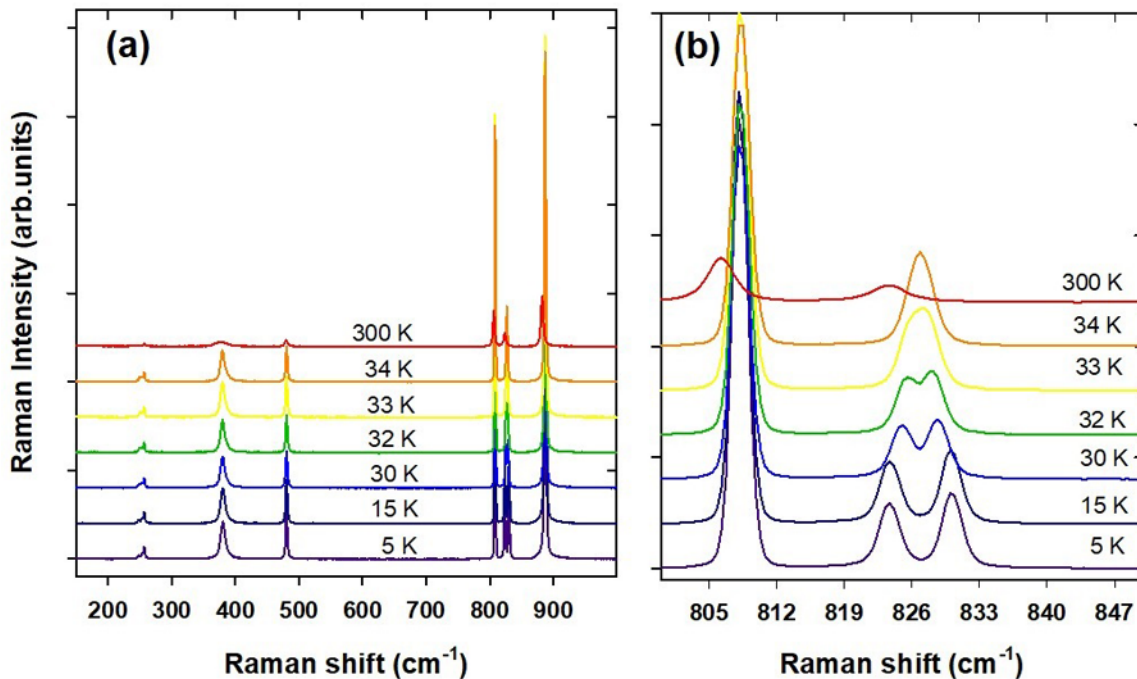 (a)
300 K
34 K
33 K
32 K
30 K
15 K
5 K
200 300 400 500 600 700 800 900
Raman shift (cm⁻¹)
Raman Intensity (arb.units)
(b)
300 K
34 K
33 K
32 K
30 K
15 K
5 K
805 812 819 826 833 840 847
Raman shift (cm⁻¹)